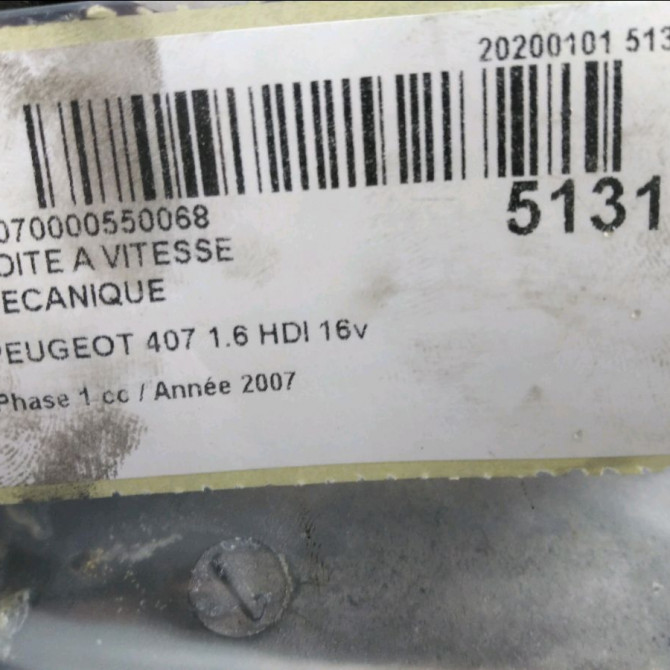 20200101 513
070000550068
5131
OITE A VITESSE
ECANIQUE
PEUGEOT 407 1.6 HDI 16v
Phase 1 cc / Année 2007